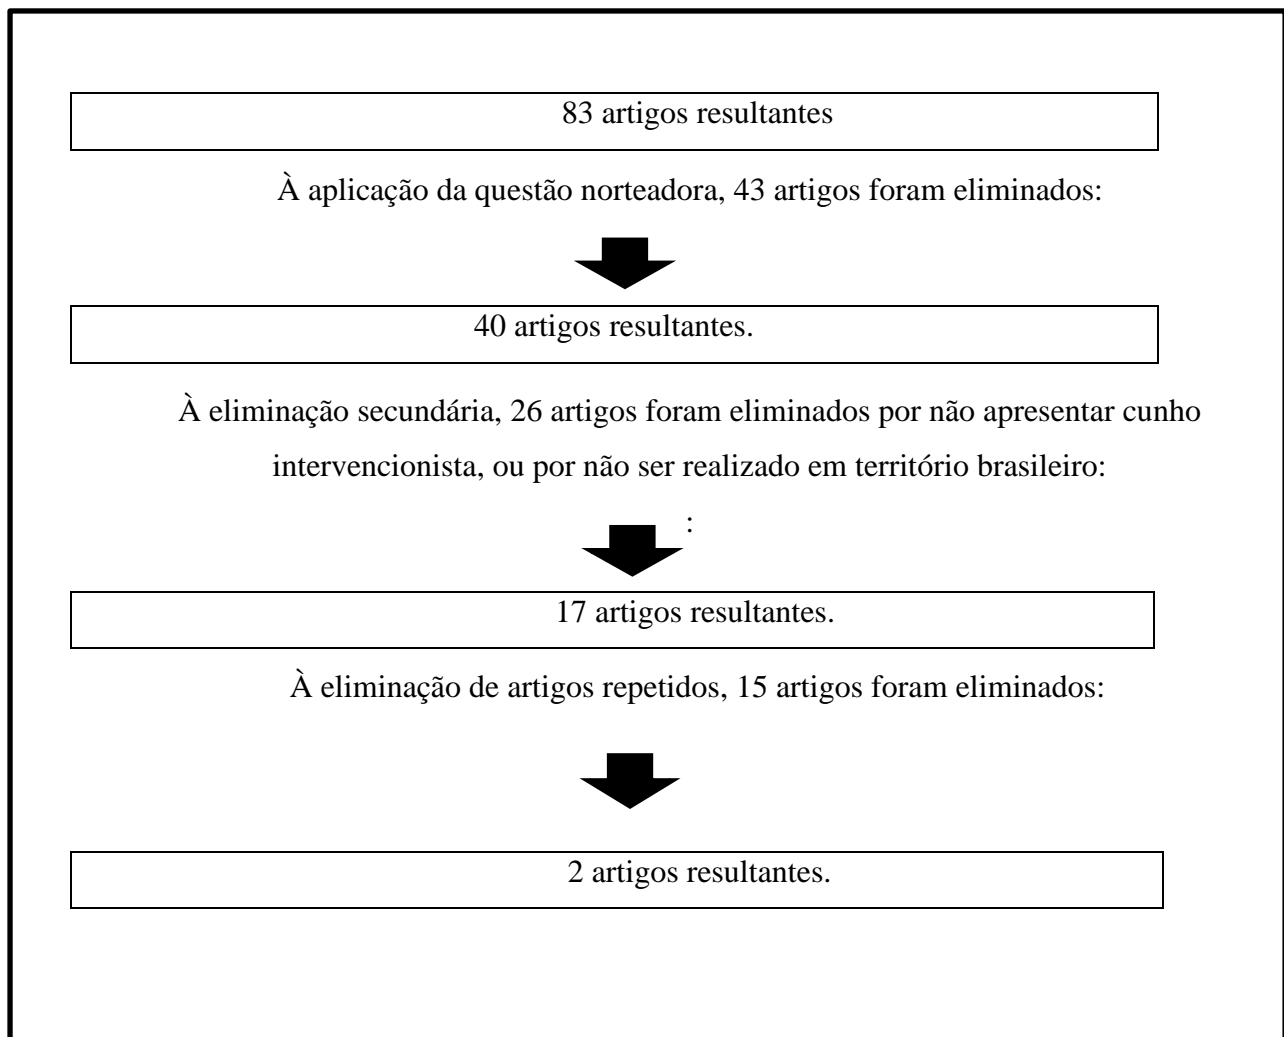 83 artigos resultantes
À aplicação da questão norteadora, 43 artigos foram eliminados:
40 artigos resultantes.
À eliminação secundária, 26 artigos foram eliminados por não apresentar cunho
intervencionista, ou por não ser realizado em território brasileiro:
:
17 artigos resultantes.
À eliminação de artigos repetidos, 15 artigos foram eliminados:
2 artigos resultantes.